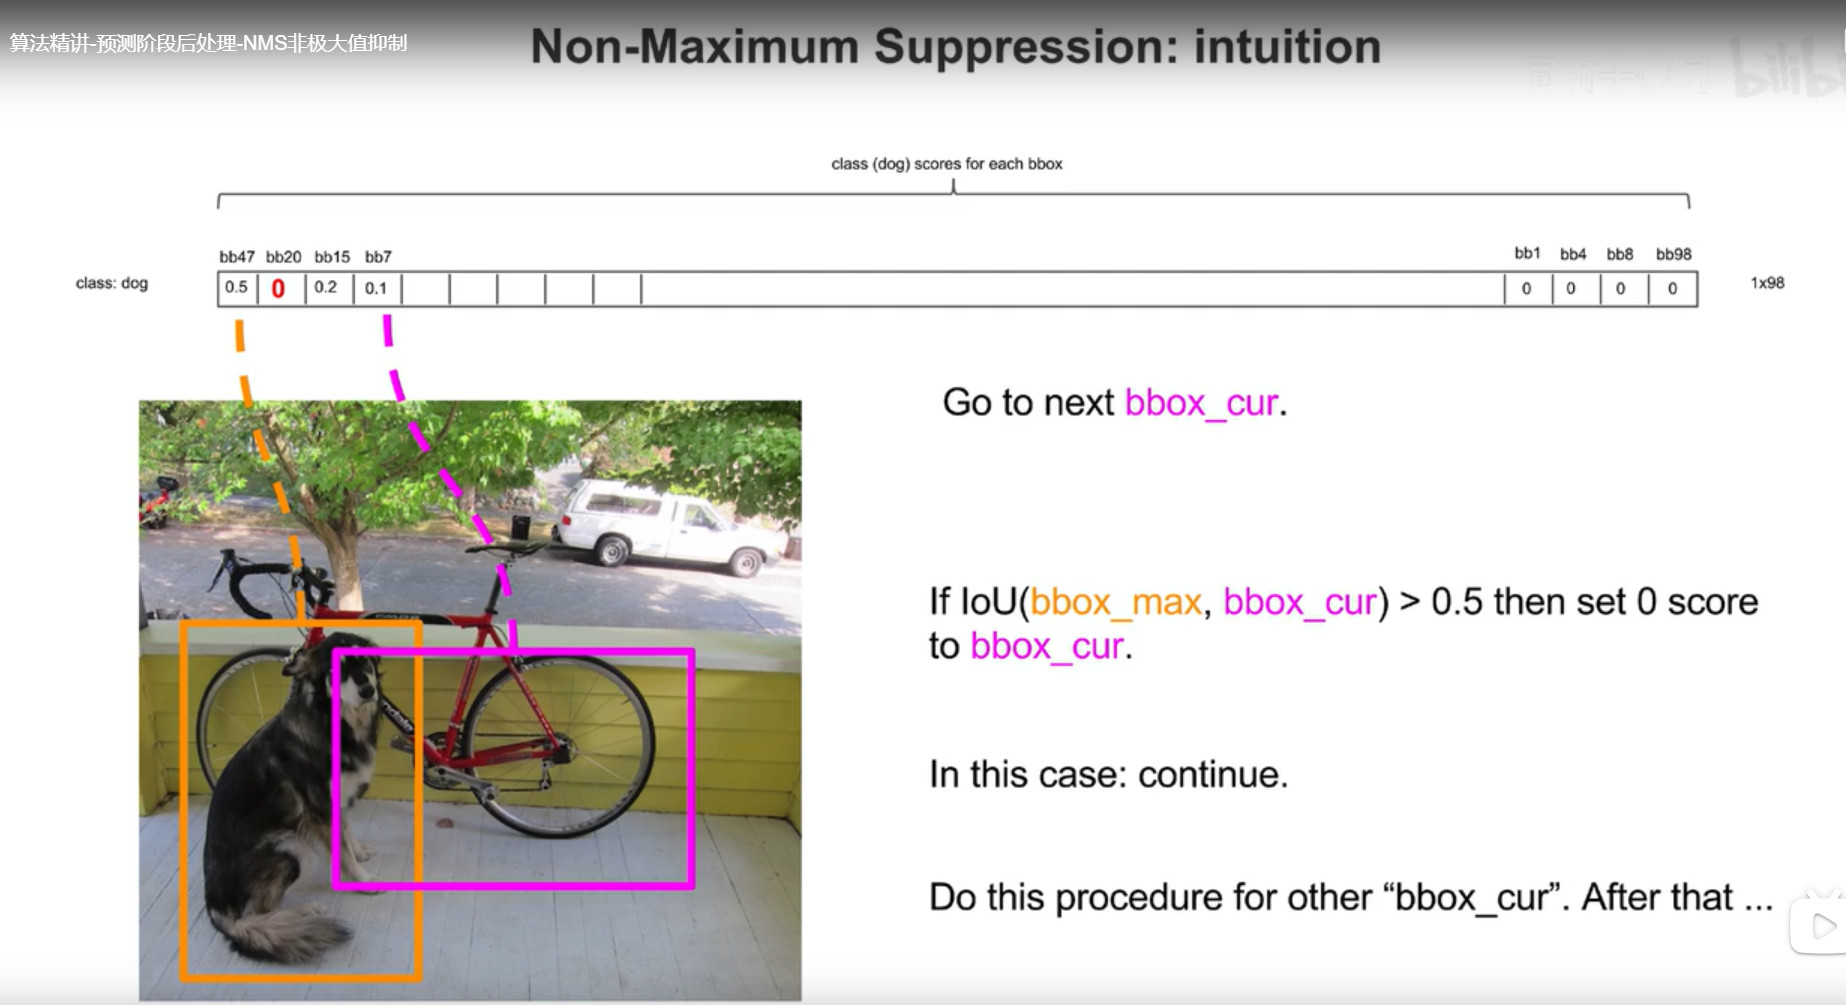 算法精讲-预测阶段后处理-NMS非极大值抑制
Non-Maximum Suppression: intuition
class (dog) scores for each bbox
bb47 bb20 bb15 bb7 bb1 bb4 bb8 bb98
class: dog 0.5 0 0.2 0.1 0 0 0 0 1x98
Go to next bbox_cur.
If IoU(bbox_max, bbox_cur) > 0.5 then set 0 score
to bbox_cur.
In this case: continue.
Do this procedure for other “bbox_cur”. After that ...